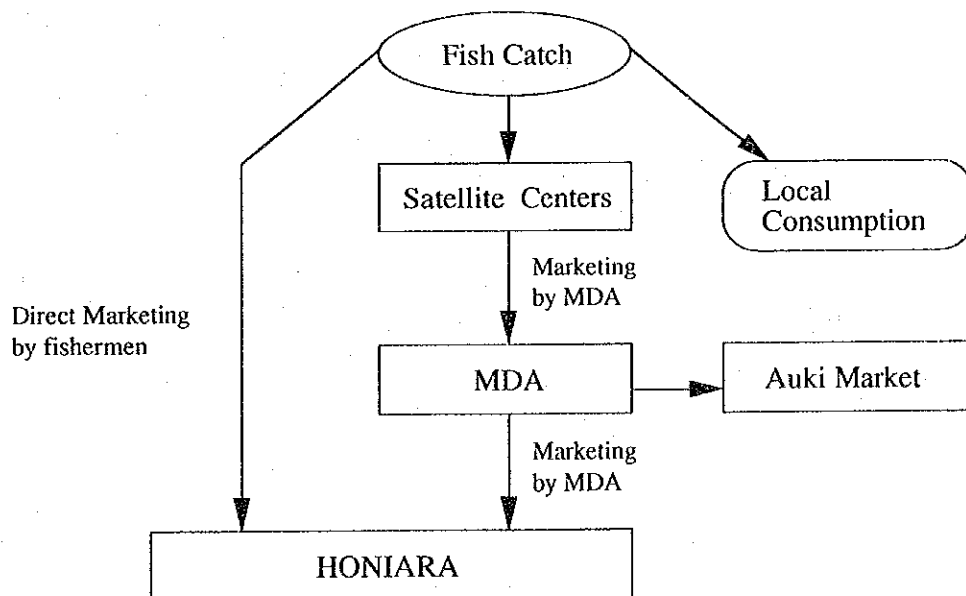 Fish Catch
Satellite Centers
Local
Consumption
Marketing
by MDA
Direct Marketing
by fishermen
MDA
Auki Market
Marketing
by MDA
HONIARA